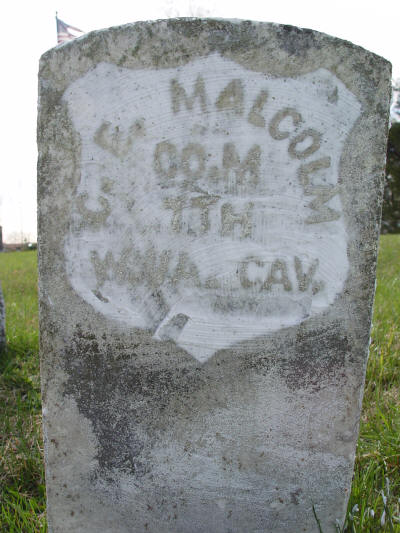 C. E. MALCOLM
CO. M
7TH
W. VA. CAV.